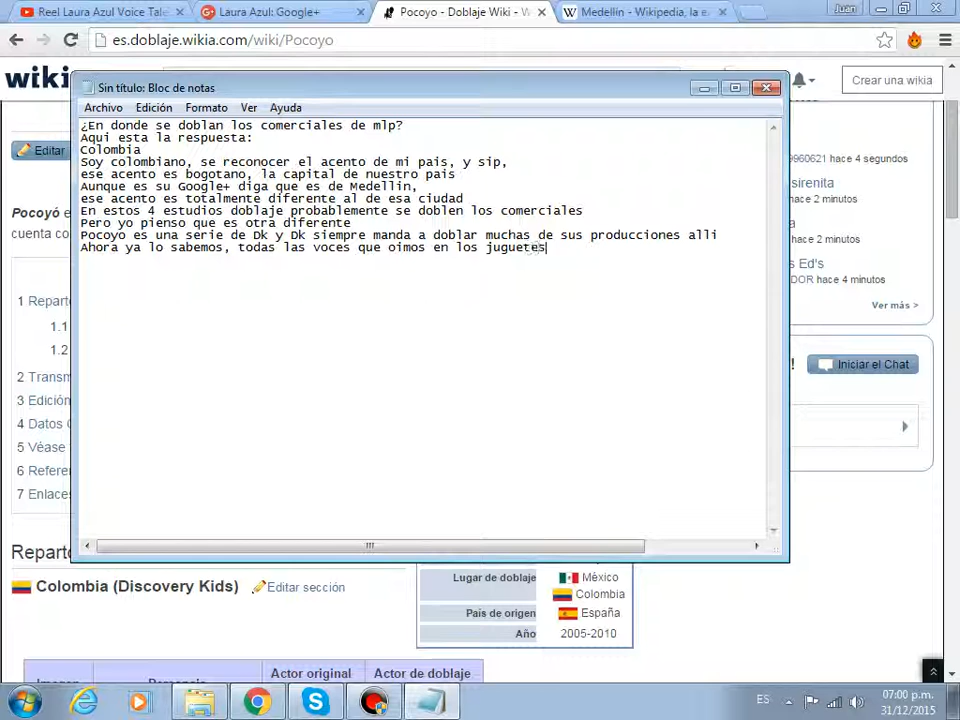 Reel Laura Azul Voice Tale
Laura Azul: Google+
Pocoyo - Doblaje Wiki - W
Medellín - Wikipedia, la e
Juan
es.doblaje.wikia.com/wiki/Pocoyo
wiki
Crear una wikia
Sin título: Bloc de notas
Archivo Edición Formato Ver Ayuda
¿En donde se doblan los comerciales de mlp?
Aqui esta la respuesta:
Colombia
Soy colombiano, se reconocer el acento de mi pais, y sip,
ese acento es bogotano, la capital de nuestro pais
Aunque es su Google+ diga que es de Medellin,
ese acento es totalmente diferente al de esa ciudad
En estos 4 estudios doblaje probablemente se doblen los comerciales
Pero yo pienso que es otra diferente
Pocoyo es una serie de Dk y Dk siempre manda a doblar muchas de sus producciones alli
Ahora ya lo sabemos, todas las voces que oimos en los juguetes
Editar
Pocoyó e
cuenta co
1 Reparto
1.1
1.2
2 Transm
3 Edición
4 Datos
5 Véase
6 Refere
7 Enlaces
9960621 hace 4 segundos
sirenita
hace 2 minutos
s Ed's
DOR hace 4 minutos
Ver más >
!
Iniciar el Chat
Reparto
Colombia (Discovery Kids)
Editar sección
Lugar de doblaje
México
Colombia
País de origen
España
Año
2005-2010
Imagen
Personaje
Actor original
Actor de doblaje
ES
07:00 p.m.
31/12/2015